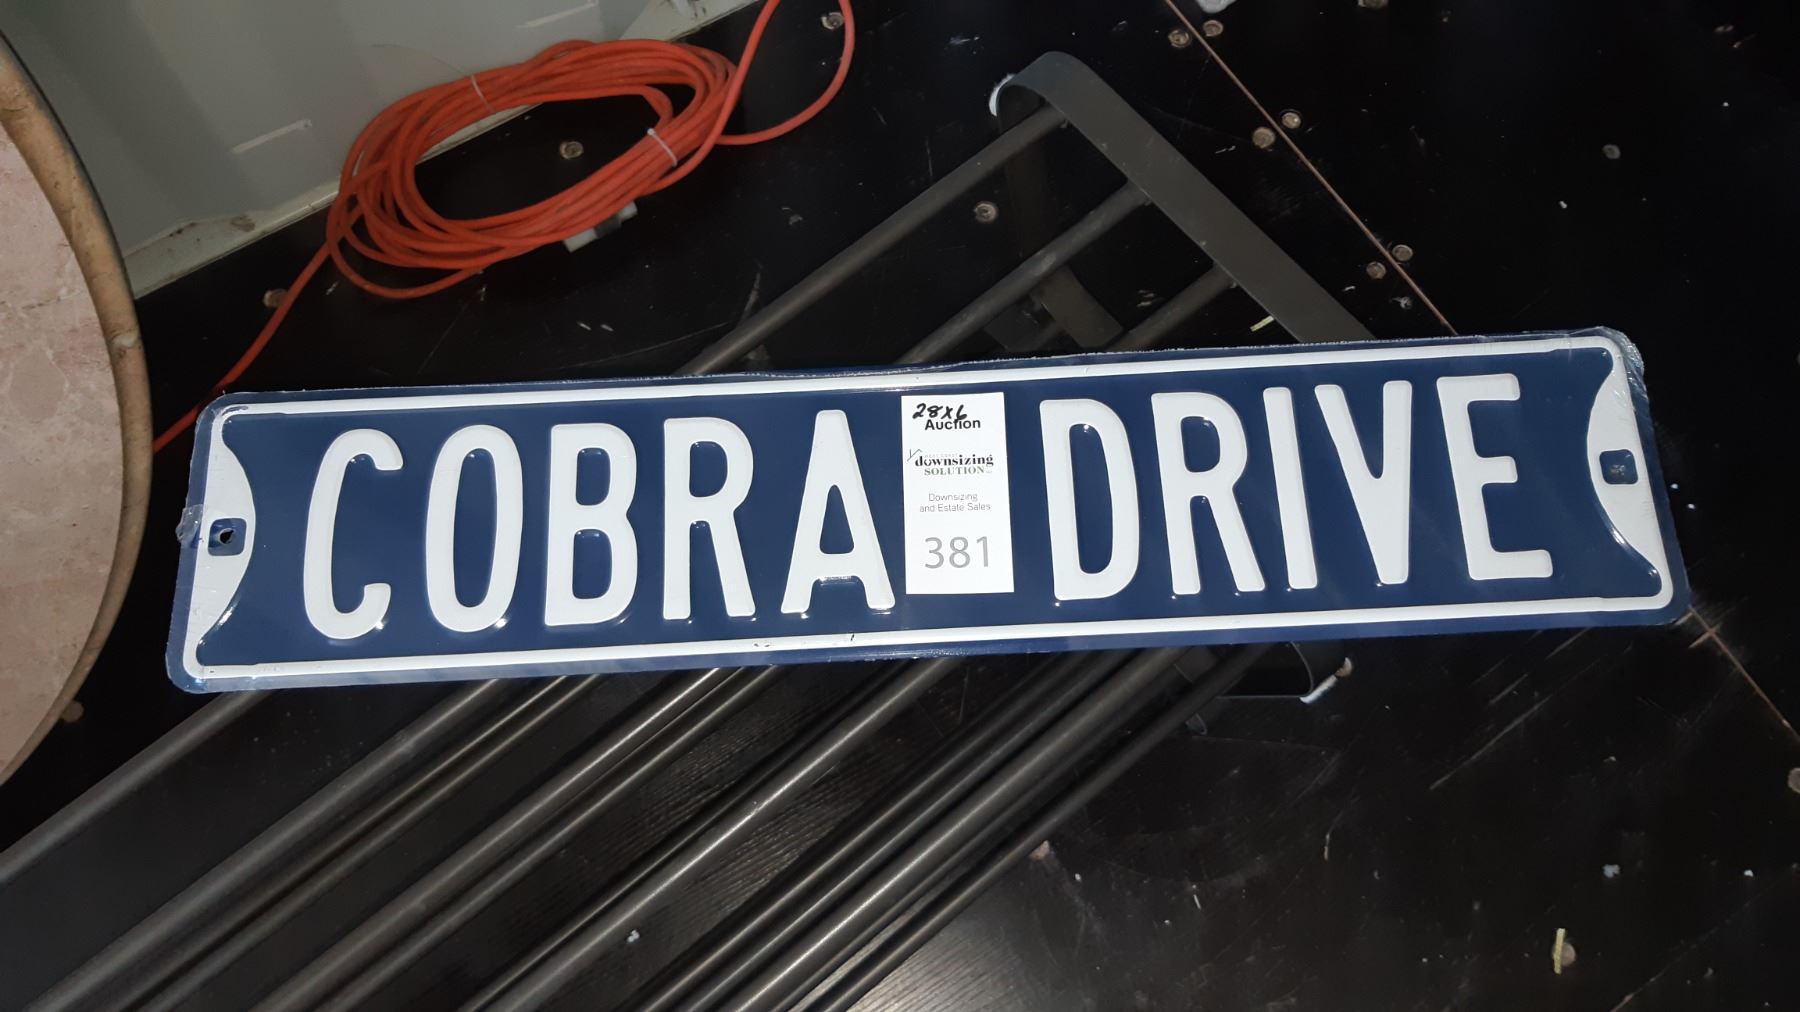 COBRA DRIVE
28x6
Auction
downsizing
SOLUTION
Downsizing
and Estate Sales
381